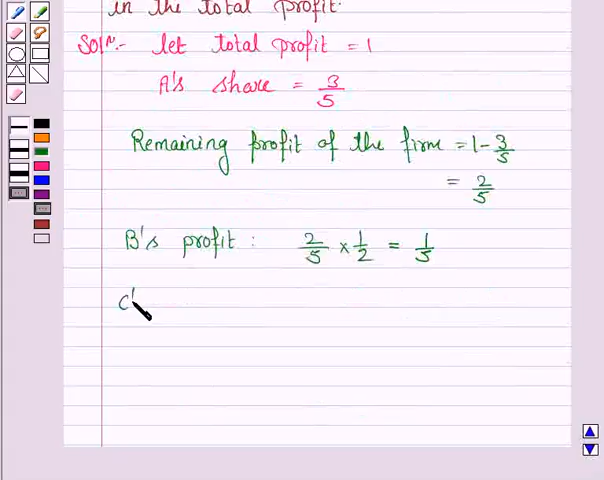 in the total profit.
Solⁿ:- let total profit = 1
A's share = 3/5
Remaining profit of the firm = 1 - 3/5
= 2/5
B's profit : 2/5 × 1/2 = 1/5
C'